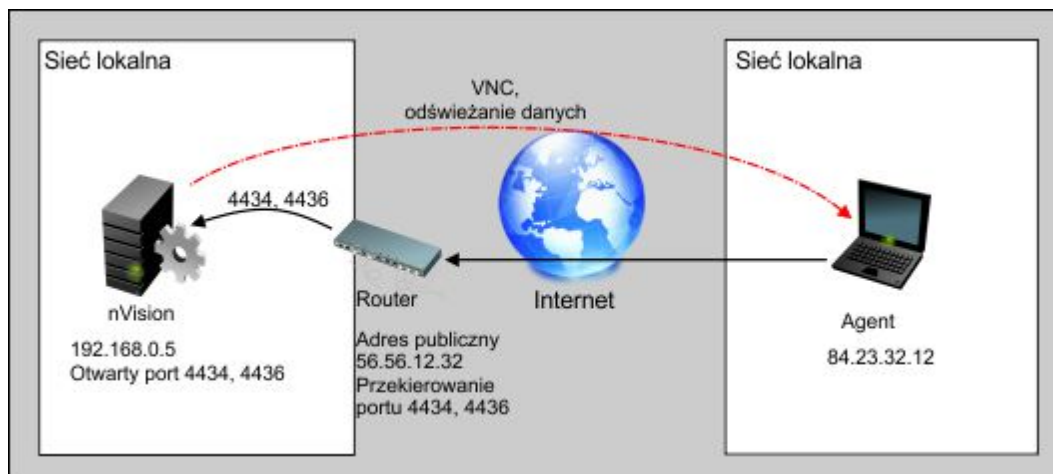 Sieć lokalna
Sieć lokalna
VNC,
odświeżanie danych
4434, 4436
nVision
192.168.0.5
Otwarty port 4434, 4436
Router
Adres publiczny
56.56.12.32
Przekierowanie
portu 4434, 4436
Internet
Agent
84.23.32.12